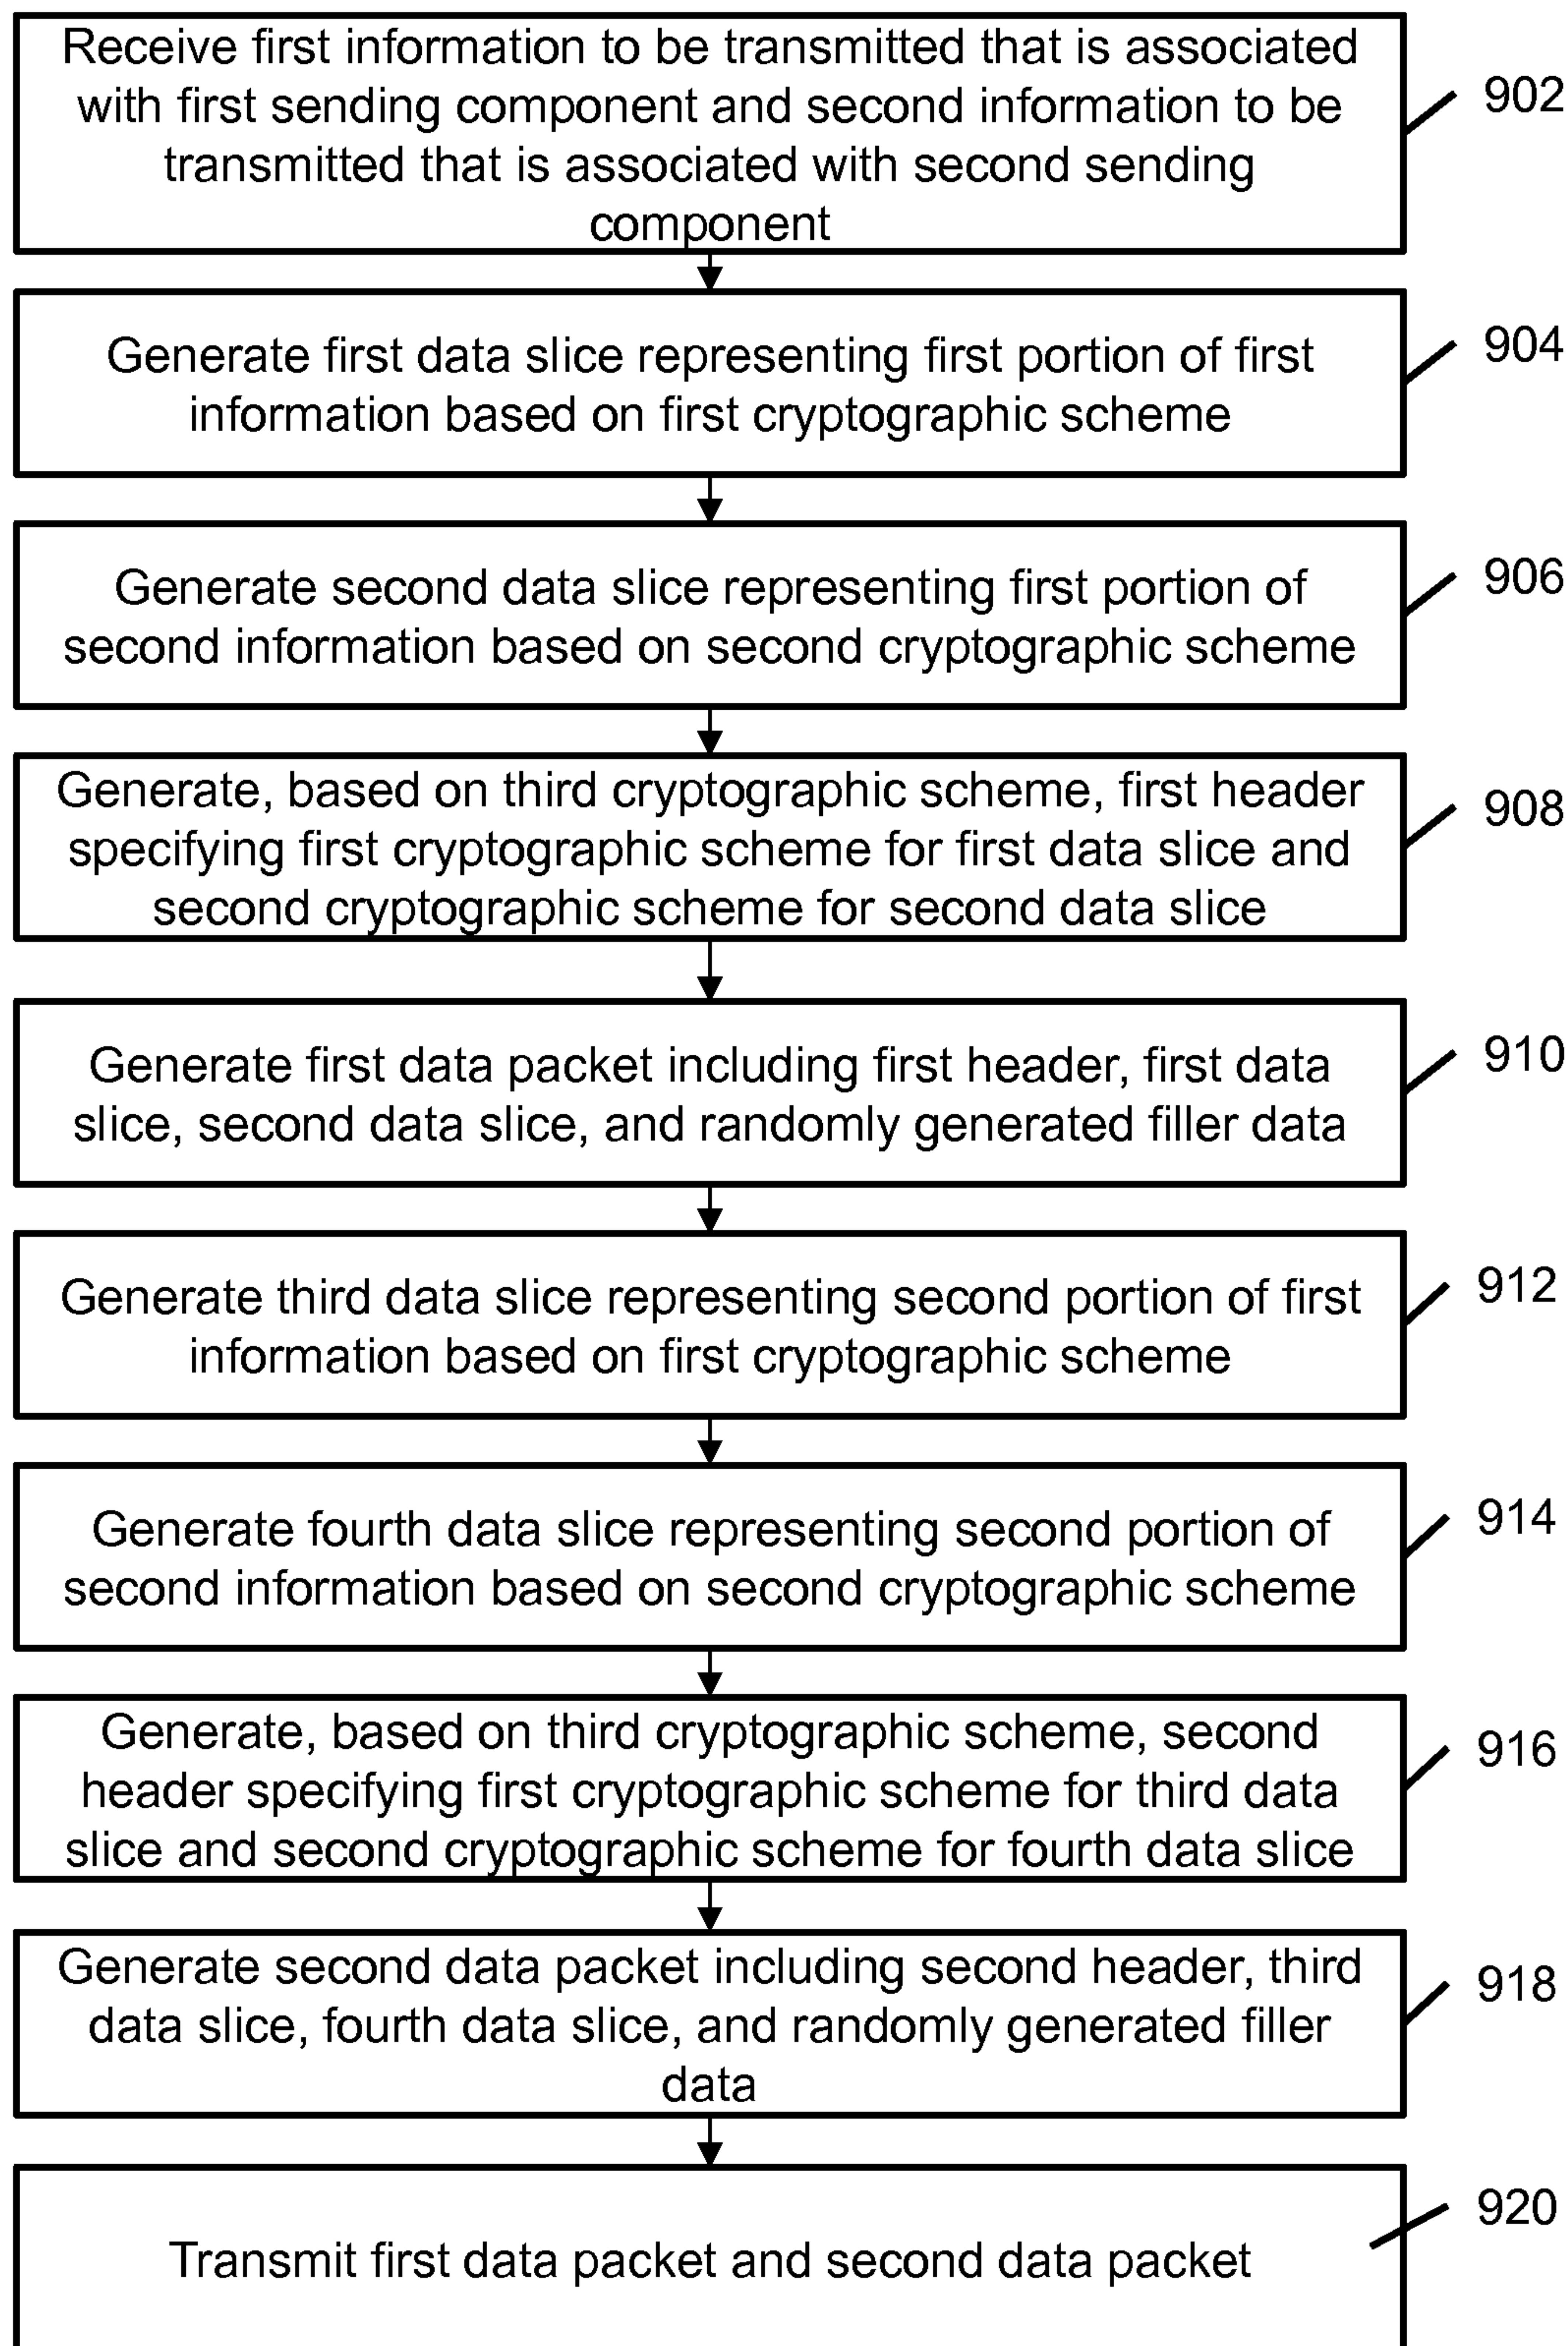 Receive first information to be transmitted that is associated
with first sending component and second information to be
transmitted that is associated with second sending
component
902
Generate first data slice representing first portion of first
information based on first cryptographic scheme
904
Generate second data slice representing first portion of
second information based on second cryptographic scheme
906
Generate, based on third cryptographic scheme, first header
specifying first cryptographic scheme for first data slice and
second cryptographic scheme for second data slice
908
Generate first data packet including first header, first data
slice, second data slice, and randomly generated filler data
910
Generate third data slice representing second portion of first
information based on first cryptographic scheme
912
Generate fourth data slice representing second portion of
second information based on second cryptographic scheme
914
Generate, based on third cryptographic scheme, second
header specifying first cryptographic scheme for third data
slice and second cryptographic scheme for fourth data slice
916
Generate second data packet including second header, third
data slice, fourth data slice, and randomly generated filler
data
918
Transmit first data packet and second data packet
920